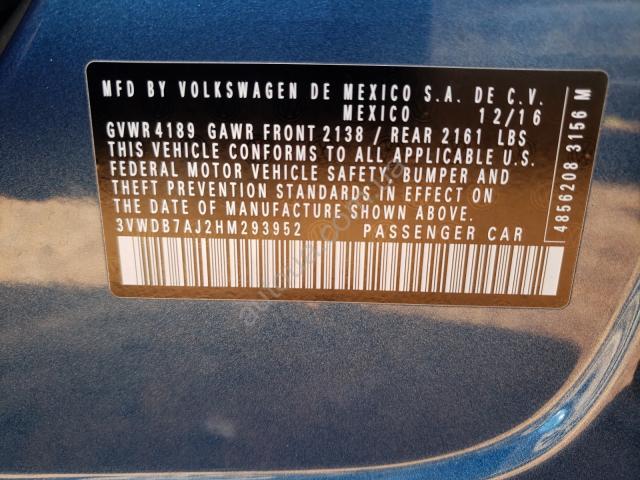 MFD BY VOLKSWAGEN DE MEXICO S.A. DE C.V.
MEXICO 12/16
GVWR 4189 GAWR FRONT 2138 / REAR 2161 LBS
THIS VEHICLE CONFORMS TO ALL APPLICABLE U.S.
FEDERAL MOTOR VEHICLE SAFETY, BUMPER AND
THEFT PREVENTION STANDARDS IN EFFECT ON
THE DATE OF MANUFACTURE SHOWN ABOVE.
3VWDB7AJ2HM293952 PASSENGER CAR
4856208 3156 M